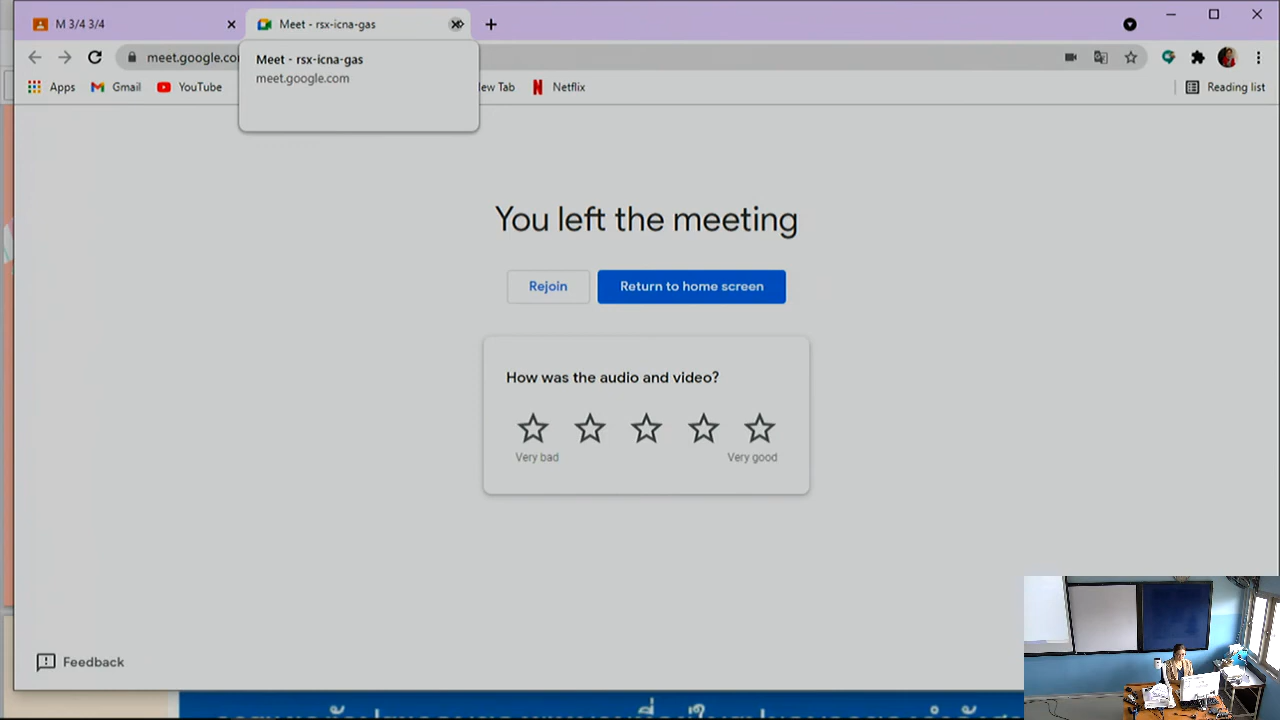 M 3/4 3/4
Meet - rsx-icna-gas
meet.google.co
Meet - rsx-icna-gas
meet.google.com
Apps
Gmail
YouTube
ew Tab
Netflix
Reading list
You left the meeting
Rejoin
Return to home screen
How was the audio and video?
Very bad
Very good
Feedback